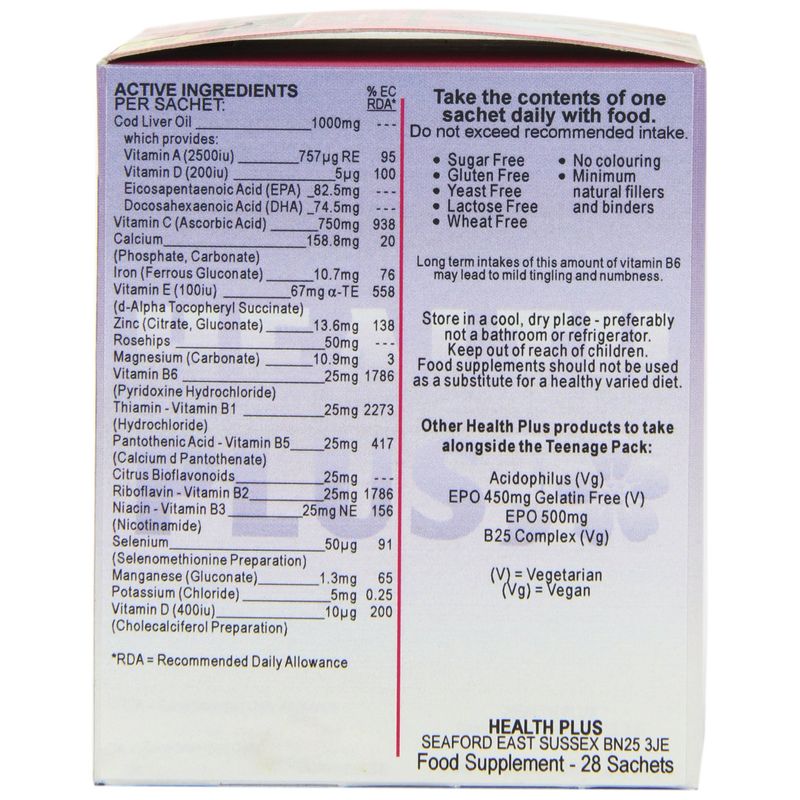 ACTIVE INGREDIENTS % EC
PER SACHET: RDA*
Cod Liver Oil 1000mg ---
which provides:
Vitamin A (2500iu) 757µg RE 95
Vitamin D (200iu) 5µg 100
Eicosapentaenoic Acid (EPA) 82.5mg ---
Docosahexaenoic Acid (DHA) 74.5mg ---
Vitamin C (Ascorbic Acid) 750mg 938
Calcium 158.8mg 20
(Phosphate, Carbonate)
Iron (Ferrous Gluconate) 10.7mg 76
Vitamin E (100iu) 67mg α-TE 558
(d-Alpha Tocopheryl Succinate)
Zinc (Citrate, Gluconate) 13.6mg 138
Rosehips 50mg ---
Magnesium (Carbonate) 10.9mg 3
Vitamin B6 25mg 1786
(Pyridoxine Hydrochloride)
Thiamin - Vitamin B1 25mg 2273
(Hydrochloride)
Pantothenic Acid - Vitamin B5 25mg 417
(Calcium d Pantothenate)
Citrus Bioflavonoids 25mg ---
Riboflavin - Vitamin B2 25mg 1786
Niacin - Vitamin B3 25mg NE 156
(Nicotinamide)
Selenium 50µg 91
(Selenomethionine Preparation)
Manganese (Gluconate) 1.3mg 65
Potassium (Chloride) 5mg 0.25
Vitamin D (400iu) 10µg 200
(Cholecalciferol Preparation)
*RDA = Recommended Daily Allowance
Take the contents of one
sachet daily with food.
Do not exceed recommended intake.
• Sugar Free
• Gluten Free
• Yeast Free
• Lactose Free
• Wheat Free
• No colouring
• Minimum
natural fillers
and binders
Long term intakes of this amount of vitamin B6
may lead to mild tingling and numbness.
Store in a cool, dry place - preferably
not a bathroom or refrigerator.
Keep out of reach of children.
Food supplements should not be used
as a substitute for a healthy varied diet.
Other Health Plus products to take
alongside the Teenage Pack:
Acidophilus (Vg)
EPO 450mg Gelatin Free (V)
EPO 500mg
B25 Complex (Vg)
(V) = Vegetarian
(Vg) = Vegan
HEALTH PLUS
SEAFORD EAST SUSSEX BN25 3JE
Food Supplement - 28 Sachets
HEALTH
PLUS